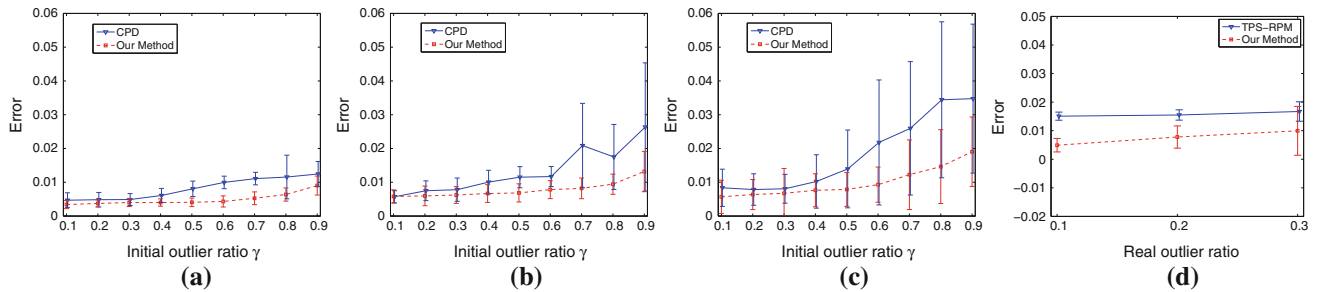 0.06
0.05
0.04
0.03
0.02
0.01
0
Error
CPD
Our Method
0.1 0.2 0.3 0.4 0.5 0.6 0.7 0.8 0.9
Initial outlier ratio γ
(a)
0.06
0.05
0.04
0.03
0.02
0.01
0
Error
CPD
Our Method
0.1 0.2 0.3 0.4 0.5 0.6 0.7 0.8 0.9
Initial outlier ratio γ
(b)
0.06
0.05
0.04
0.03
0.02
0.01
0
Error
CPD
Our Method
0.1 0.2 0.3 0.4 0.5 0.6 0.7 0.8 0.9
Initial outlier ratio γ
(c)
0.05
0.04
0.03
0.02
0.01
0
−0.01
−0.02
Error
TPS−RPM
Our Method
0.1 0.2 0.3
Real outlier ratio
(d)